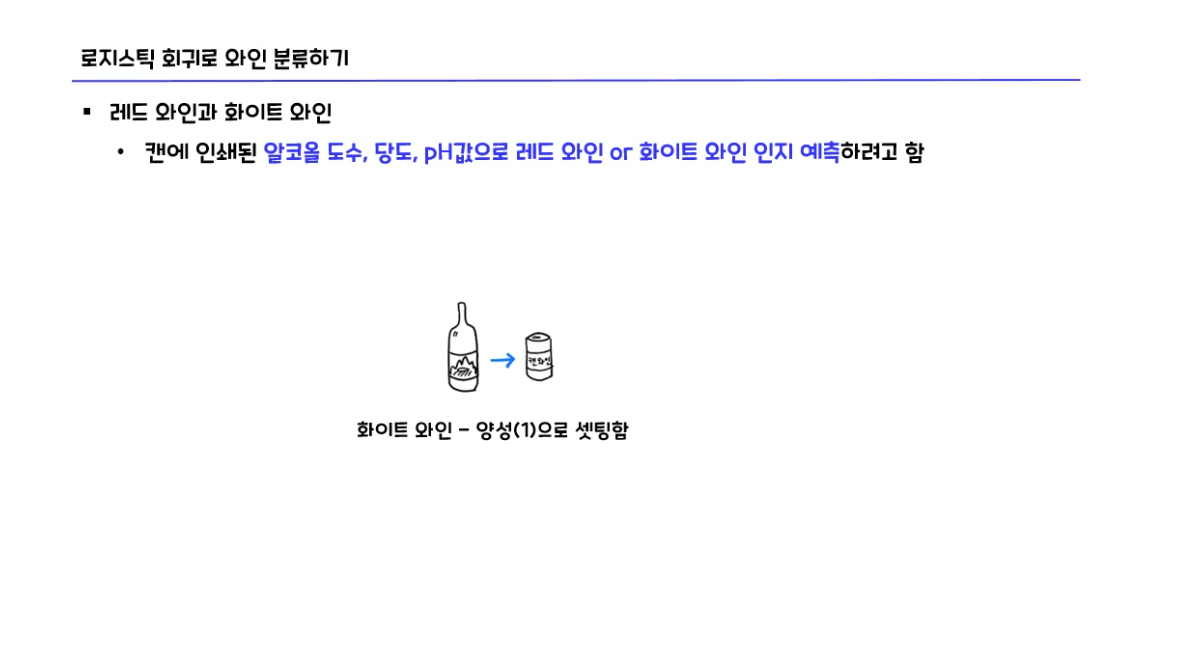 로지스틱 회귀로 와인 분류하기
▪ 레드 와인과 화이트 와인
• 캔에 인쇄된 알코올 도수, 당도, pH값으로 레드 와인 or 화이트 와인 인지 예측하려고 함
캔와인
화이트 와인 - 양성(1)으로 셋팅함